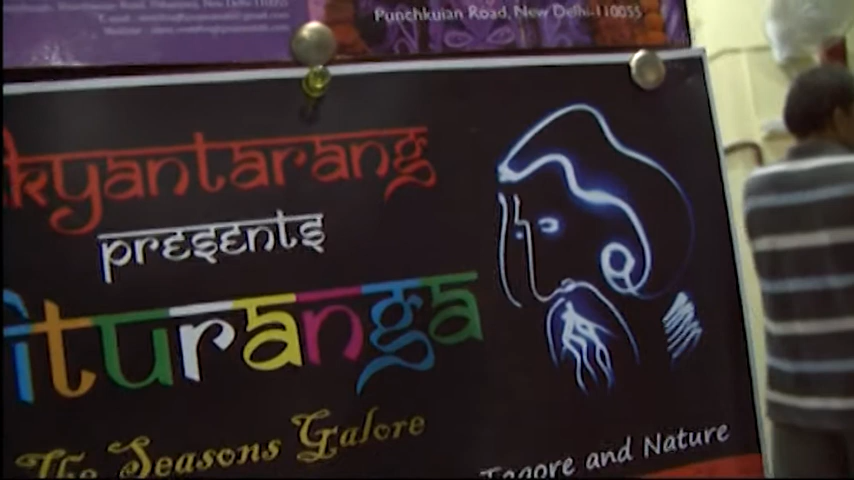 Punchkuian Road, New Delhi-110055
kyantarang
presents
ituranga
The Seasons Galore
Tagore and Nature